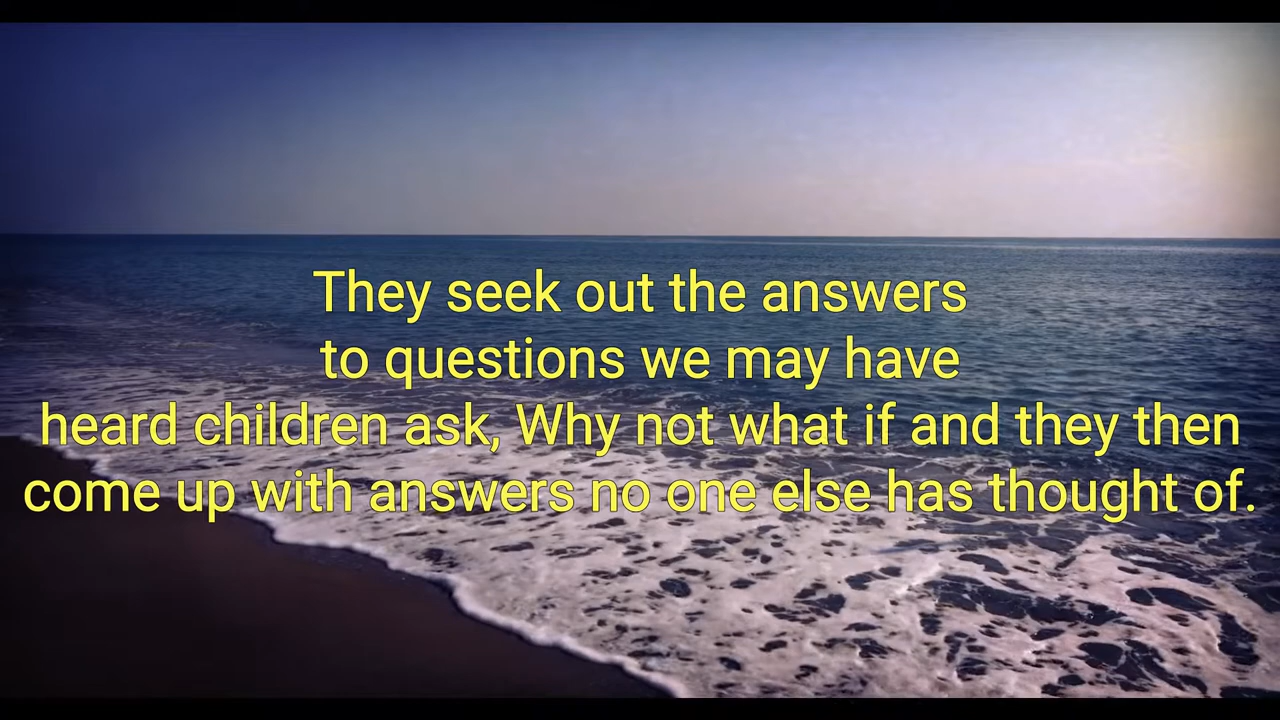 They seek out the answers
to questions we may have
heard children ask, Why not what if and they then
come up with answers no one else has thought of.